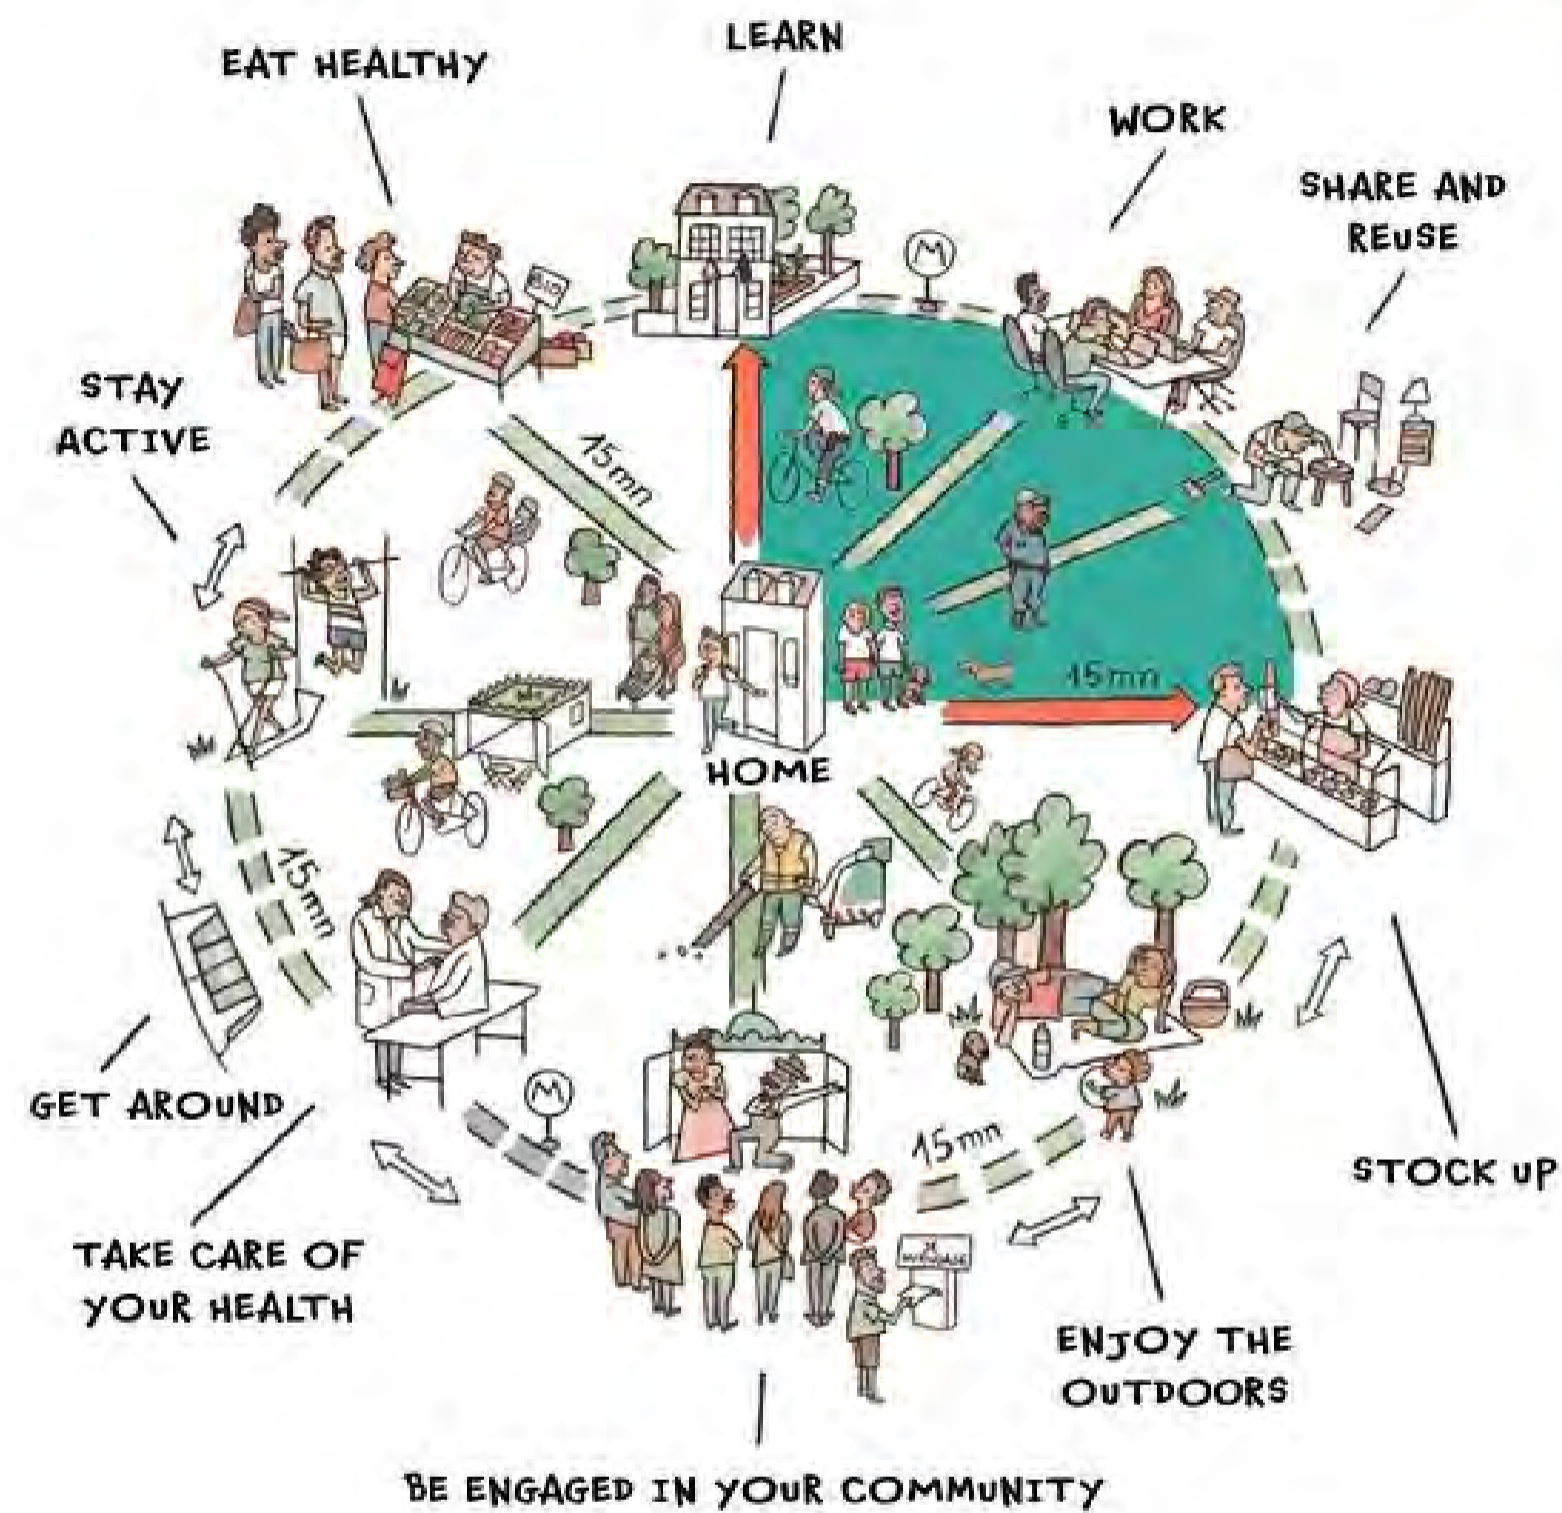 LEARN
EAT HEALTHY
WORK
SHARE AND
REUSE
M
BIO
STAY
ACTIVE
15mn
15mn
HOME
15mn
GET AROUND
M
15mn
STOCK UP
TAKE CARE OF
YOUR HEALTH
ENJOY THE
OUTDOORS
BE ENGAGED IN YOUR COMMUNITY